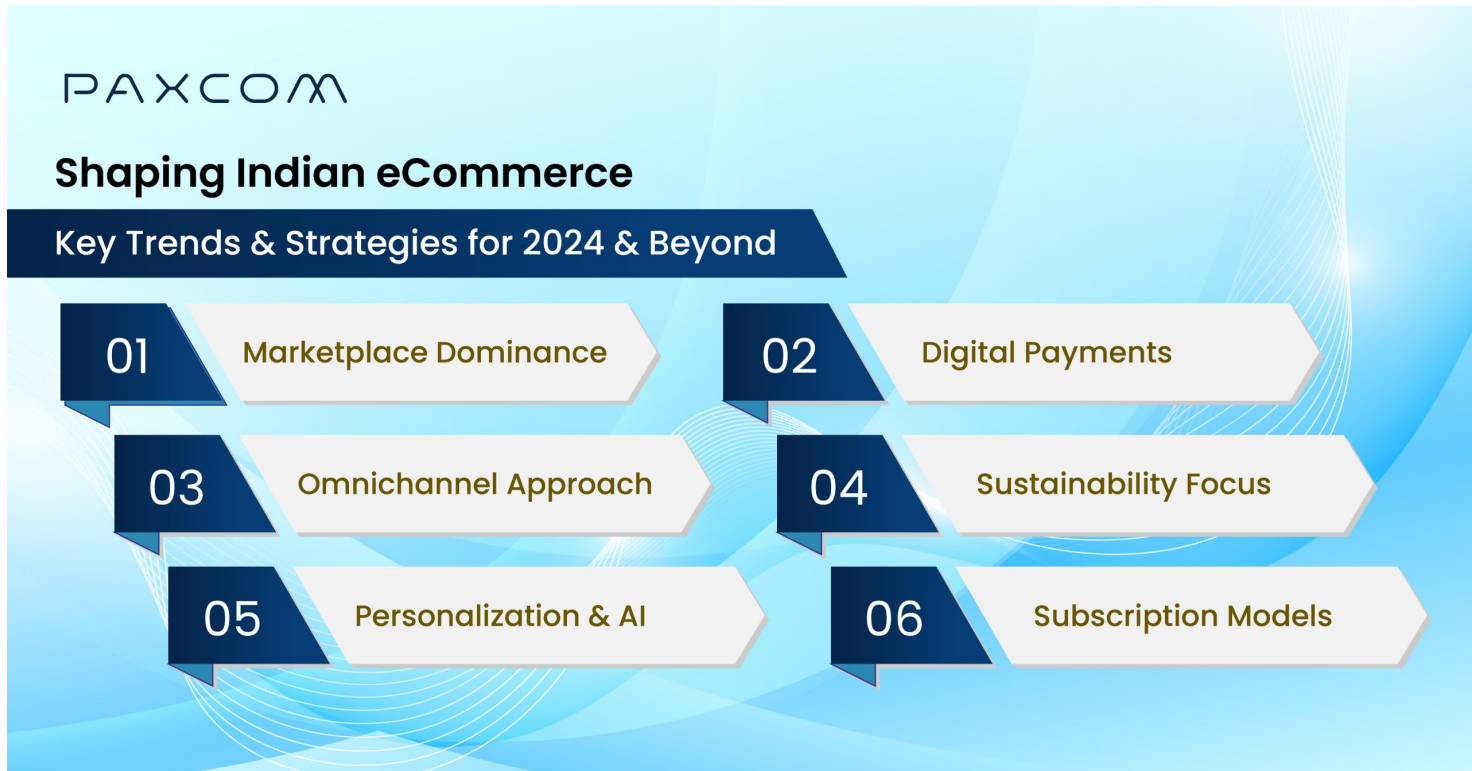 PAXCOM
Shaping Indian eCommerce
Key Trends & Strategies for 2024 & Beyond
01
Marketplace Dominance
02
Digital Payments
03
Omnichannel Approach
04
Sustainability Focus
05
Personalization & AI
06
Subscription Models